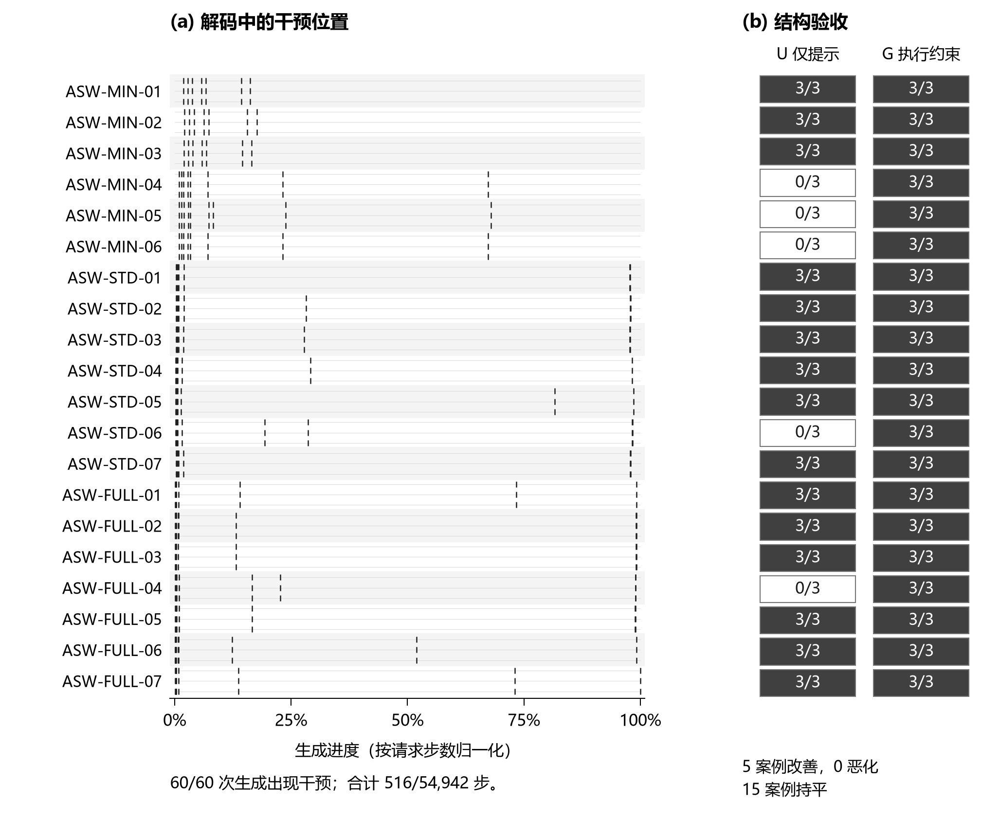 (a) 解码中的干预位置
(b) 结构验收
U 仅提示 G 执行约束
ASW-MIN-01 3/3 3/3
ASW-MIN-02 3/3 3/3
ASW-MIN-03 3/3 3/3
ASW-MIN-04 0/3 3/3
ASW-MIN-05 0/3 3/3
ASW-MIN-06 0/3 3/3
ASW-STD-01 3/3 3/3
ASW-STD-02 3/3 3/3
ASW-STD-03 3/3 3/3
ASW-STD-04 3/3 3/3
ASW-STD-05 3/3 3/3
ASW-STD-06 0/3 3/3
ASW-STD-07 3/3 3/3
ASW-FULL-01 3/3 3/3
ASW-FULL-02 3/3 3/3
ASW-FULL-03 3/3 3/3
ASW-FULL-04 0/3 3/3
ASW-FULL-05 3/3 3/3
ASW-FULL-06 3/3 3/3
ASW-FULL-07 3/3 3/3
0% 25% 50% 75% 100%
生成进度（按请求步数归一化）
60/60 次生成出现干预；合计 516/54,942 步。
5 案例改善，0 恶化
15 案例持平